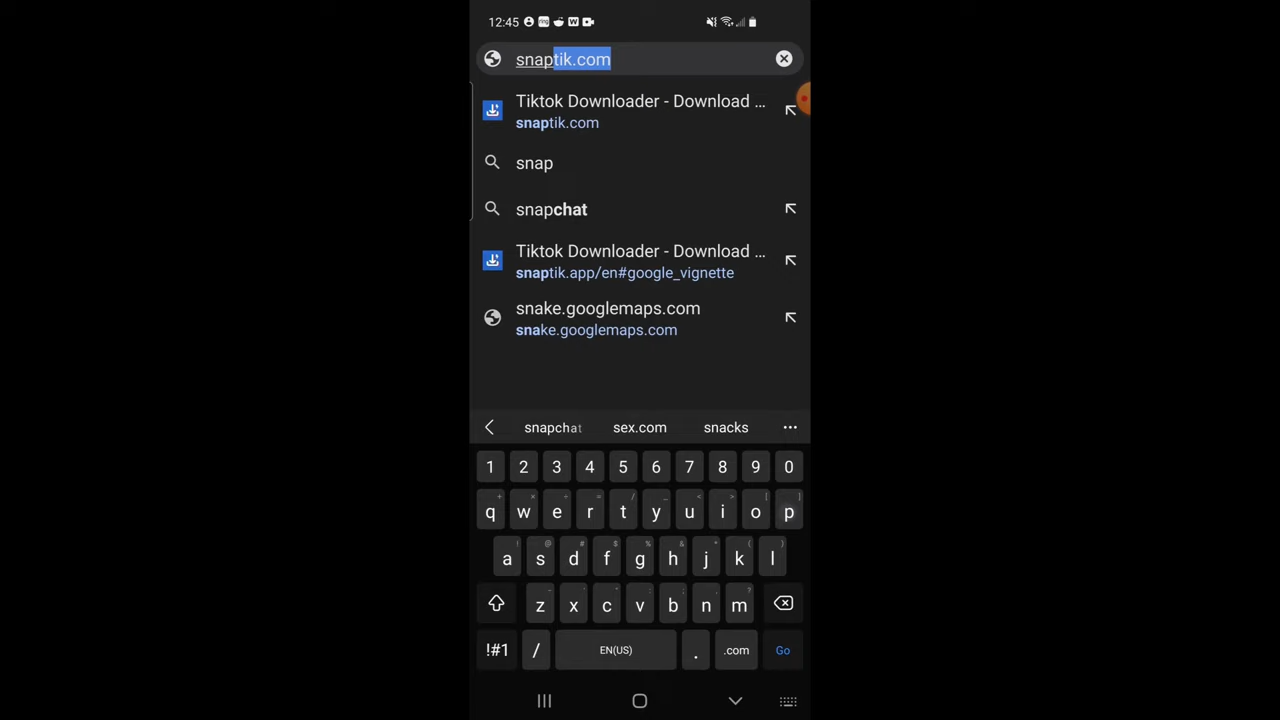 12:45
snaptik.com
Tiktok Downloader - Download ...
snaptik.com
snap
snapchat
Tiktok Downloader - Download ...
snaptik.app/en#google_vignette
snake.googlemaps.com
snake.googlemaps.com
snapchat sex.com snacks
1 2 3 4 5 6 7 8 9 0
q w e r t y u i o p
a s d f g h j k l
z x c v b n m
!#1 / EN(US) . .com Go